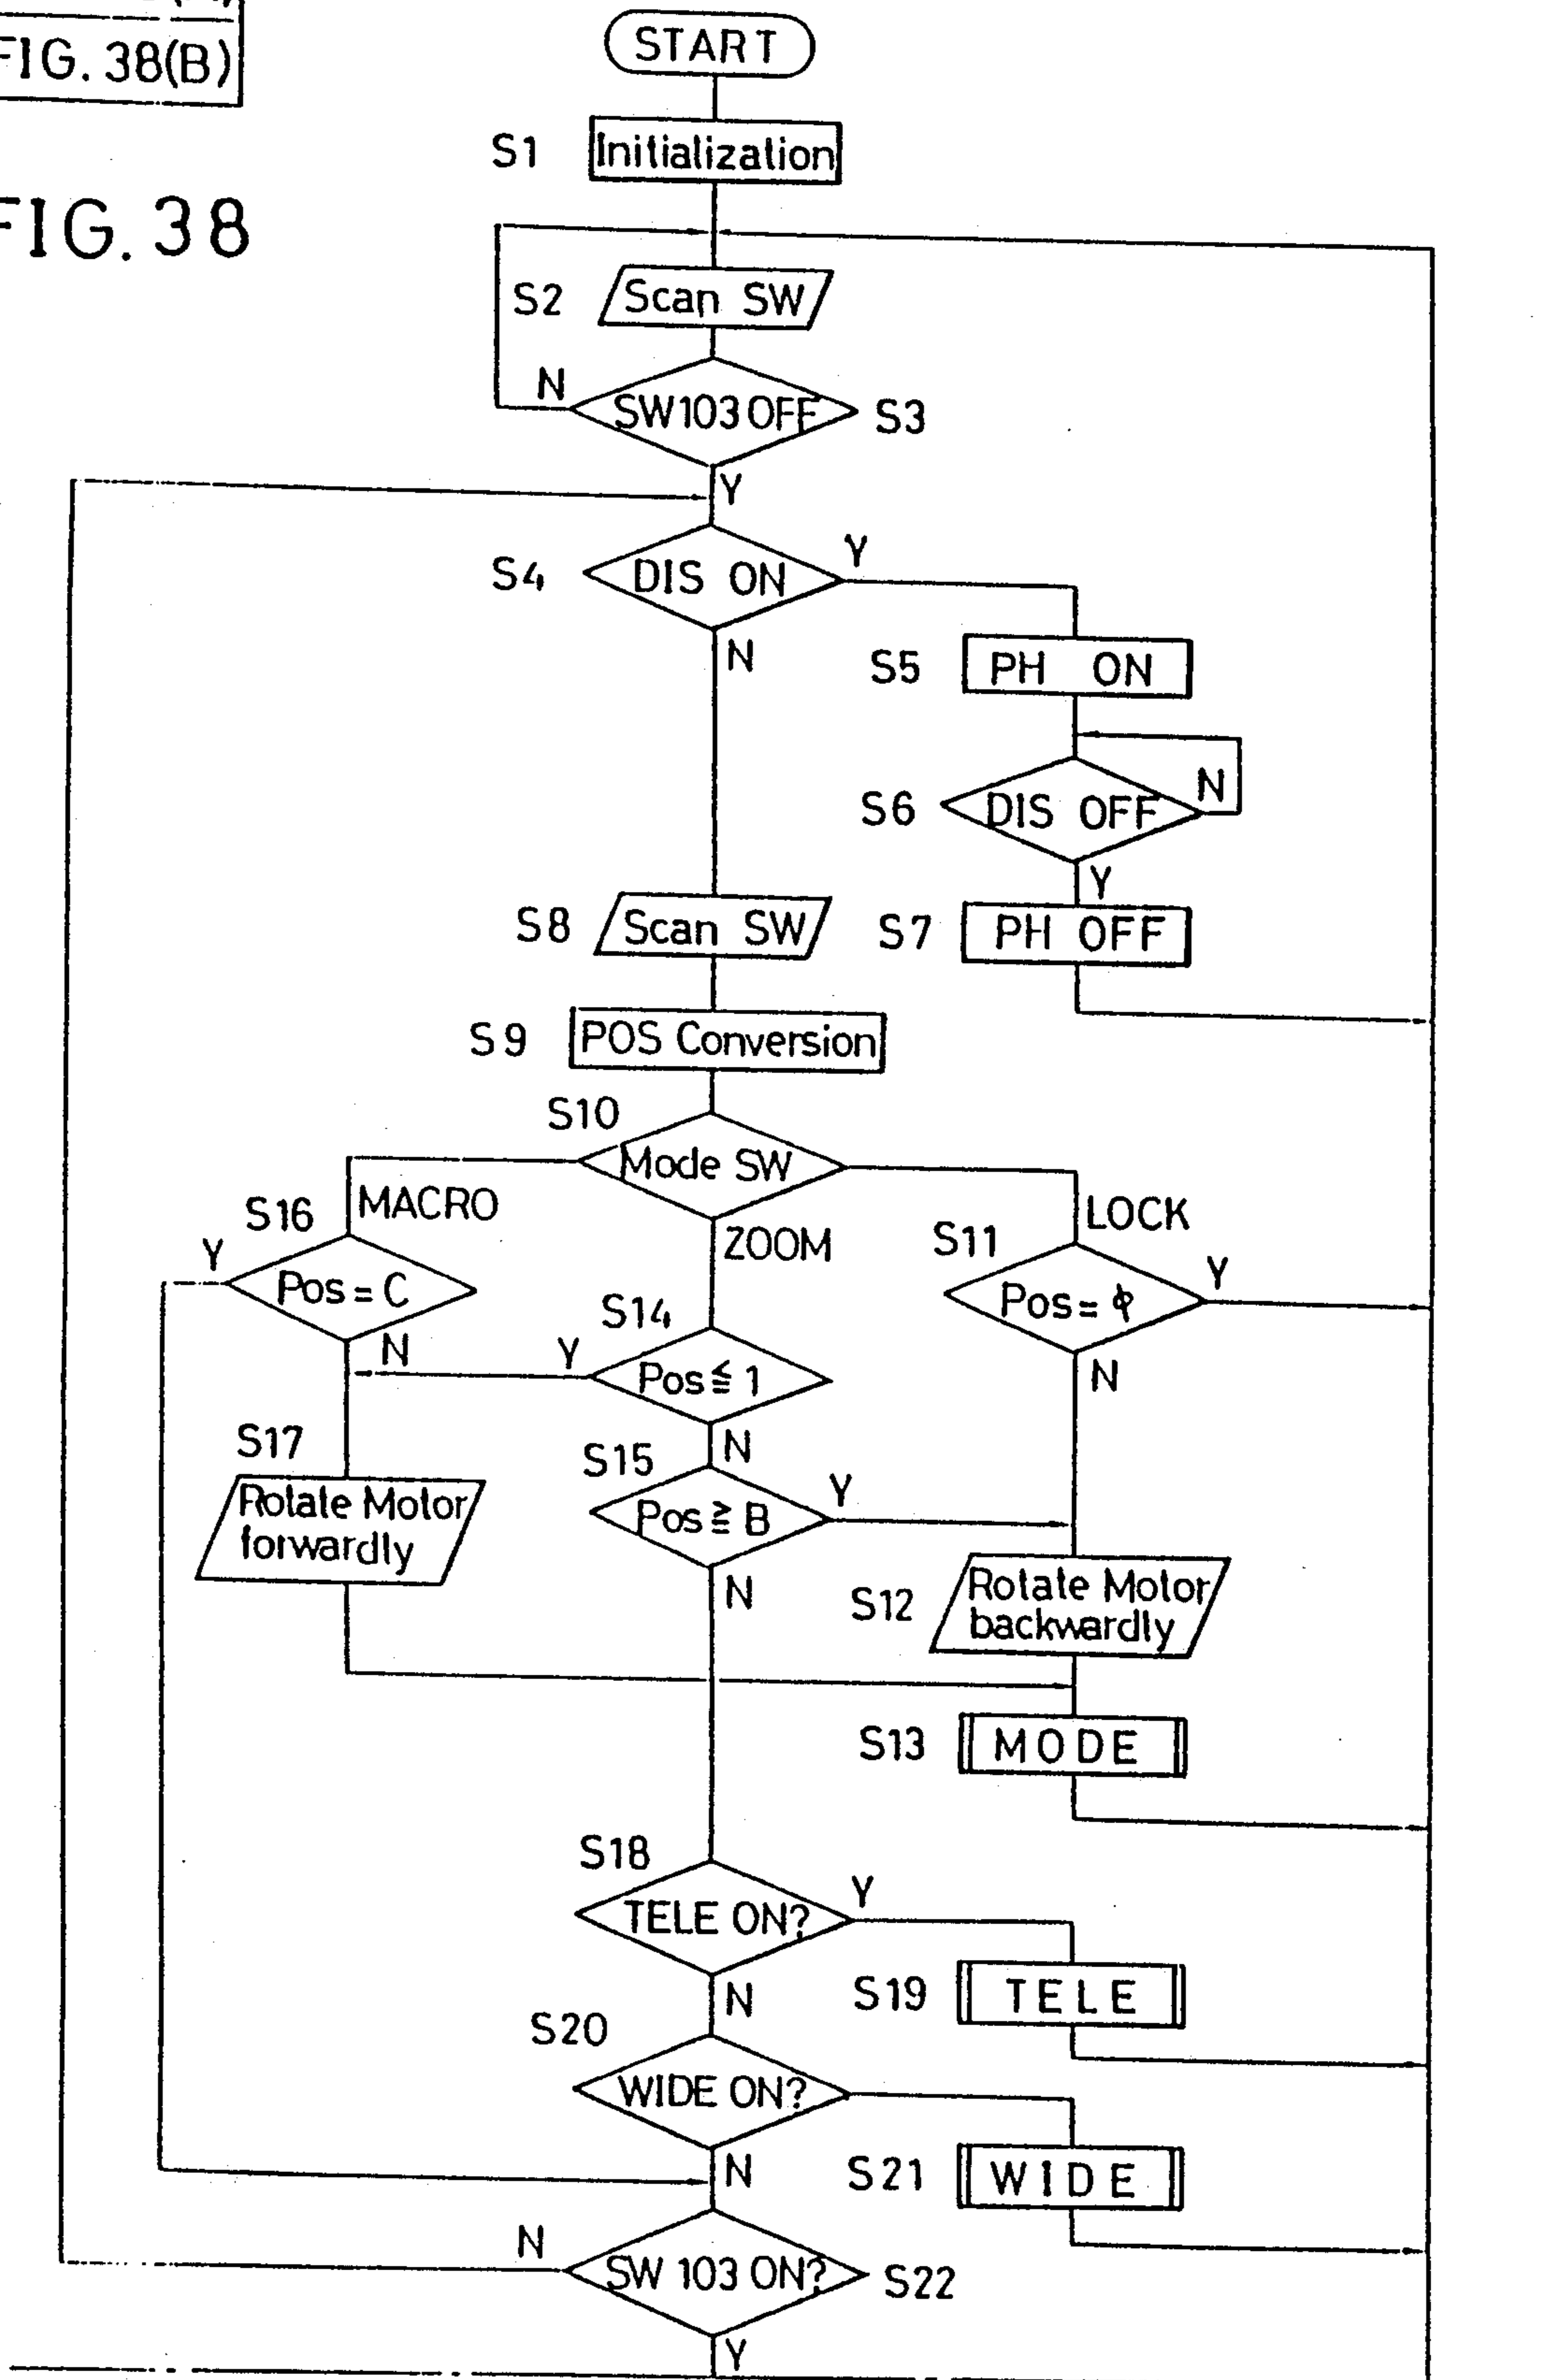 FIG. 38(B)
FIG. 38
START
S1 Initialization
S2 Scan SW
N
SW103 OFF S3
Y
S4 DIS ON Y
N
S5 PH ON
S6 DIS OFF N
Y
S8 Scan SW
S7 PH OFF
S9 POS Conversion
S10 Mode SW
MACRO
ZOOM
LOCK
S16 Pos = C
Y
N
S11 Pos = ϕ
Y
N
S14 Pos ≦ 1
Y
N
S15 Pos ≧ B
Y
N
S17 Rotate Motor
forwardly
S12 Rotate Motor
backwardly
S13 MODE
S18 TELE ON?
Y
N
S19 TELE
S20 WIDE ON?
N
S21 WIDE
SW 103 ON? S22
N
Y